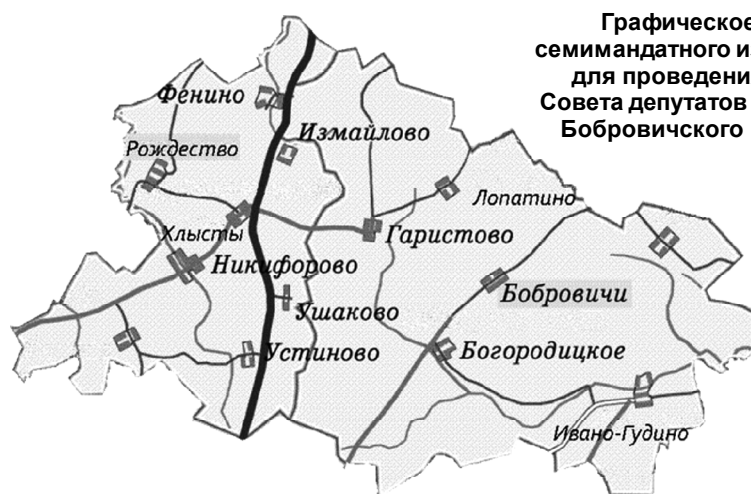 Графическое
семимандатного из
для проведени
Совета депутатов
Бобровичского
Фенино
Измайлово
Рождество
Лопатино
Хлысты
Гаристово
Никифорово
Бобровичи
Ушаково
Устиново
Богородицкое
Ивано-Гудино